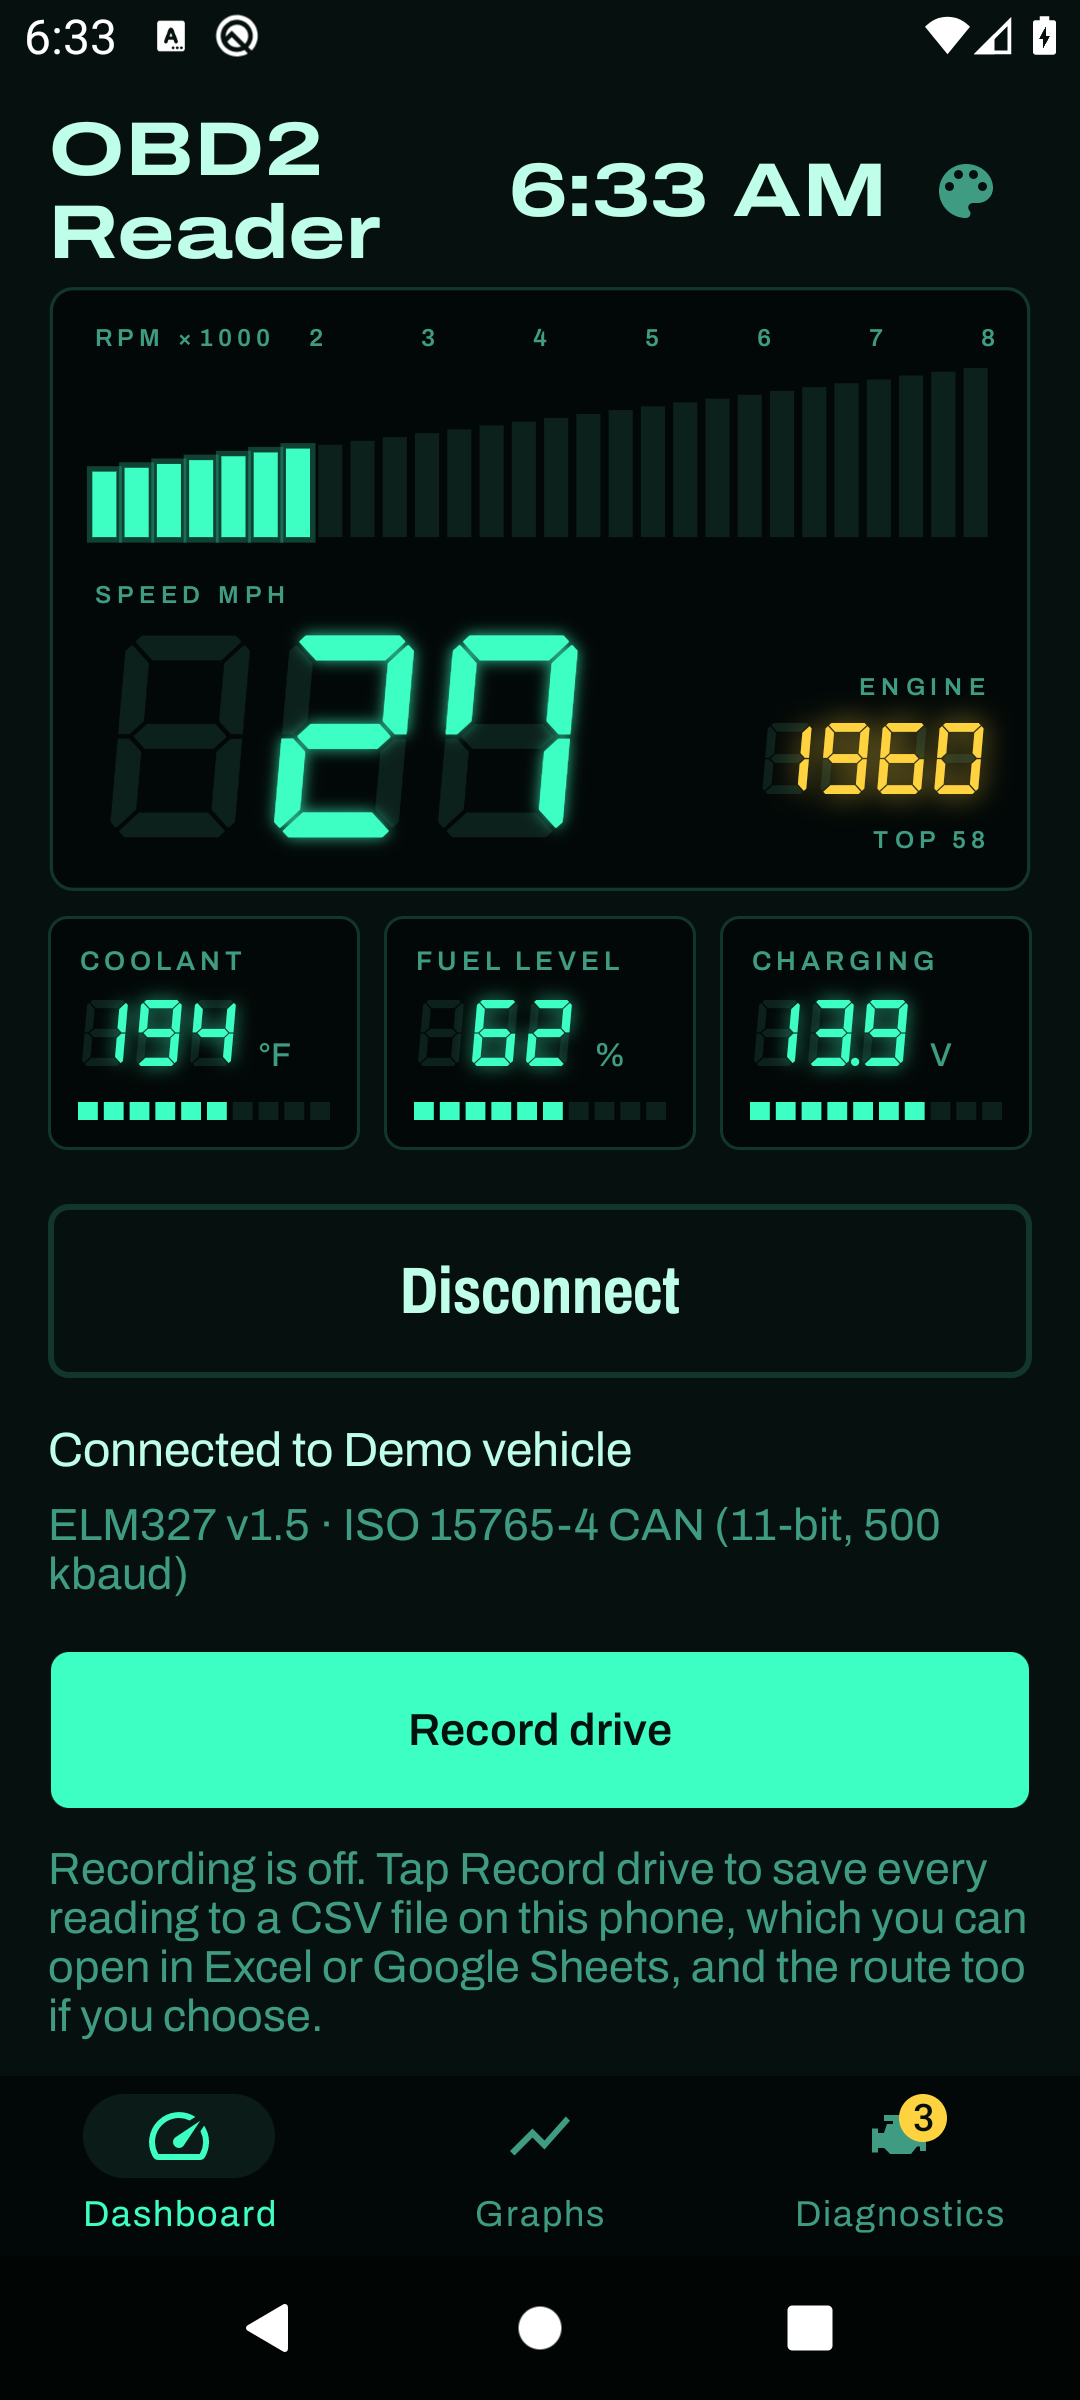 6:33
OBD2
Reader
6:33 AM
RPM ×1000 2 3 4 5 6 7 8
SPEED MPH
27
ENGINE
1960
TOP 58
COOLANT
194 °F
FUEL LEVEL
62 %
CHARGING
13.9 V
Disconnect
Connected to Demo vehicle
ELM327 v1.5 · ISO 15765-4 CAN (11-bit, 500
kbaud)
Record drive
Recording is off. Tap Record drive to save every
reading to a CSV file on this phone, which you can
open in Excel or Google Sheets, and the route too
if you choose.
3
Dashboard
Graphs
Diagnostics